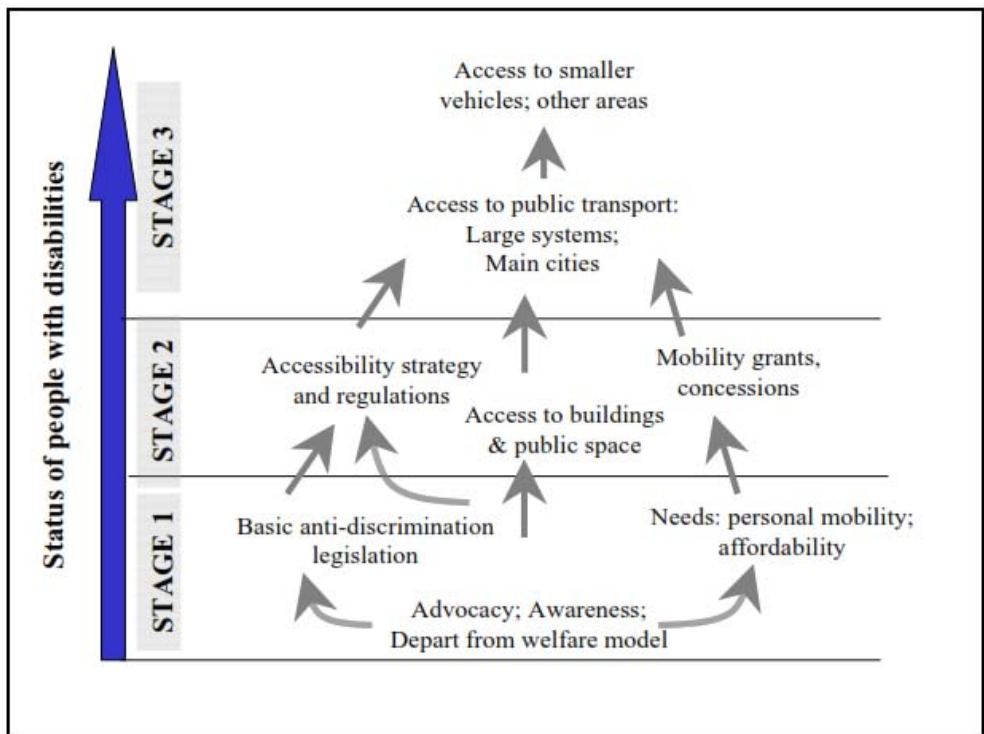 Status of people with disabilities
STAGE 3
Access to smaller
vehicles; other areas
Access to public transport:
Large systems;
Main cities
STAGE 2
Accessibility strategy
and regulations
Access to buildings
& public space
Mobility grants,
concessions
STAGE 1
Basic anti-discrimination
legislation
Needs: personal mobility;
affordability
Advocacy; Awareness;
Depart from welfare model